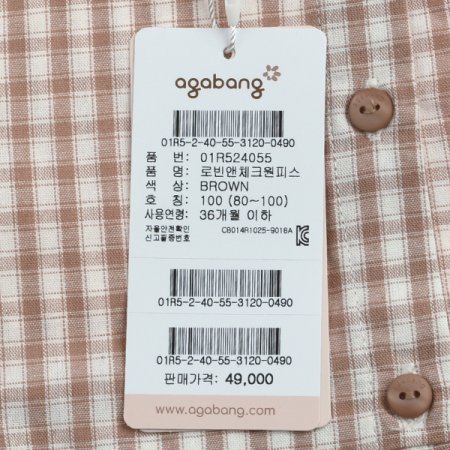 agabang
01R5-2-40-55-3120-0490
품 번: 01R524055
품 명: 로빈앤체크원피스
색 상: BROWN
호 칭: 100 (80~100)
사용연령: 36개월 이하
자율안전확인
신고필증번호 CB014R1025-9016A
01R5-2-40-55-3120-0490
01R5-2-40-55-3120-0490
판매가격: 49,000
www.agabang.com